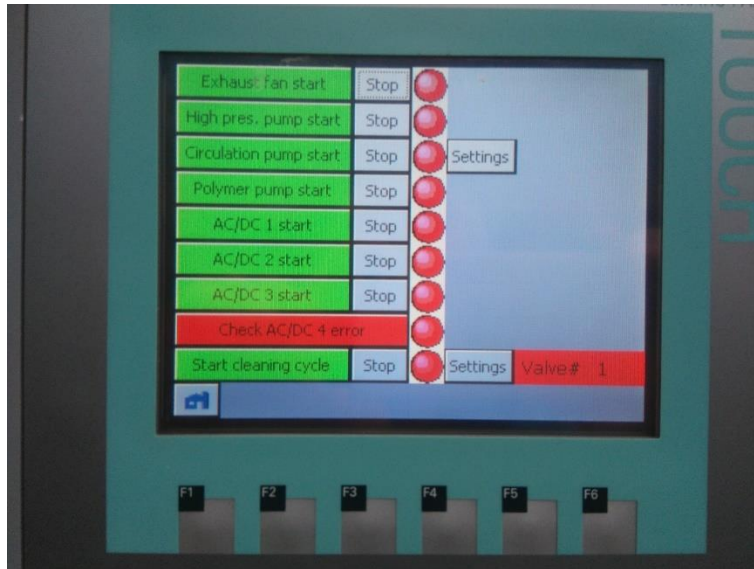 Exhaust fan start Stop
High pres. pump start Stop
Circulation pump start Stop Settings
Polymer pump start Stop
AC/DC 1 start Stop
AC/DC 2 start Stop
AC/DC 3 start Stop
Check AC/DC 4 error
Start cleaning cycle Stop Settings Valve# 1
F1 F2 F3 F4 F5 F6
TOUCH